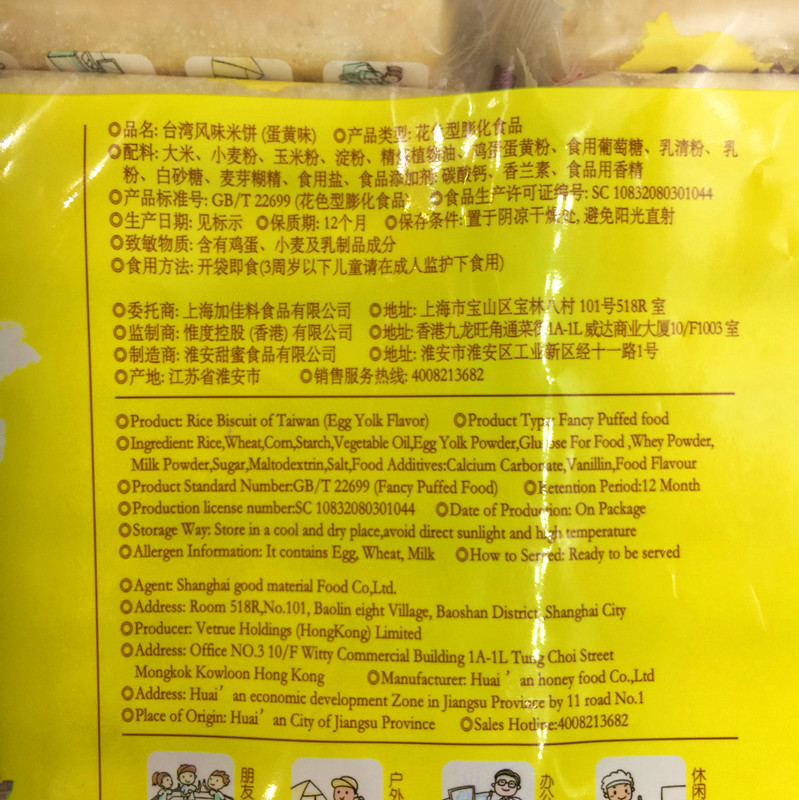 ◎品名: 台湾风味米饼 (蛋黄味) ◎产品类型: 花色型膨化食品
◎配料: 大米、小麦粉、玉米粉、淀粉、精炼植物油、鸡蛋蛋黄粉、食用葡萄糖、乳清粉、乳
粉、白砂糖、麦芽糊精、食用盐、食品添加剂: 碳酸钙、香兰素、食品用香精
◎产品标准号: GB/T 22699 (花色型膨化食品) ◎食品生产许可证编号: SC 10832080301044
◎生产日期: 见标示 ◎保质期: 12个月 ◎保存条件: 置于阴凉干燥处, 避免阳光直射
◎致敏物质: 含有鸡蛋、小麦及乳制品成分
◎食用方法: 开袋即食(3周岁以下儿童请在成人监护下食用)
◎委托商: 上海加佳料食品有限公司 ◎地址: 上海市宝山区宝林八村 101号518R 室
◎监制商: 惟度控股 (香港) 有限公司 ◎地址: 香港九龙旺角通菜街1A-1L 威达商业大厦10/F1003 室
◎制造商: 淮安甜蜜食品有限公司 ◎地址: 淮安市淮安区工业新区经十一路1号
◎产地: 江苏省淮安市 ◎销售服务热线: 4008213682
◎Product: Rice Biscuit of Taiwan (Egg Yolk Flavor) ◎Product Type: Fancy Puffed food
◎Ingredient: Rice,Wheat,Corn,Starch,Vegetable Oil,Egg Yolk Powder,Glucose For Food ,Whey Powder,
Milk Powder,Sugar,Maltodextrin,Salt,Food Additives:Calcium Carbonate,Vanillin,Food Flavour
◎Product Standard Number:GB/T 22699 (Fancy Puffed Food) ◎Retention Period:12 Month
◎Production license number:SC 10832080301044 ◎Date of Production: On Package
◎Storage Way: Store in a cool and dry place,avoid direct sunlight and high temperature
◎Allergen Information: It contains Egg, Wheat, Milk ◎How to Served: Ready to be served
◎Agent: Shanghai good material Food Co,Ltd.
◎Address: Room 518R,No.101, Baolin eight Village, Baoshan District,Shanghai City
◎Producer: Vetrue Holdings (HongKong) Limited
◎Address: Office NO.3 10/F Witty Commercial Building 1A-1L Tung Choi Street
Mongkok Kowloon Hong Kong ◎Manufacturer: Huai ’an honey food Co.,Ltd
◎Address: Huai’ an economic development Zone in Jiangsu Province by 11 road No.1
◎Place of Origin: Huai’ an City of Jiangsu Province ◎Sales Hotline:4008213682
朋友 户外 办公 休闲